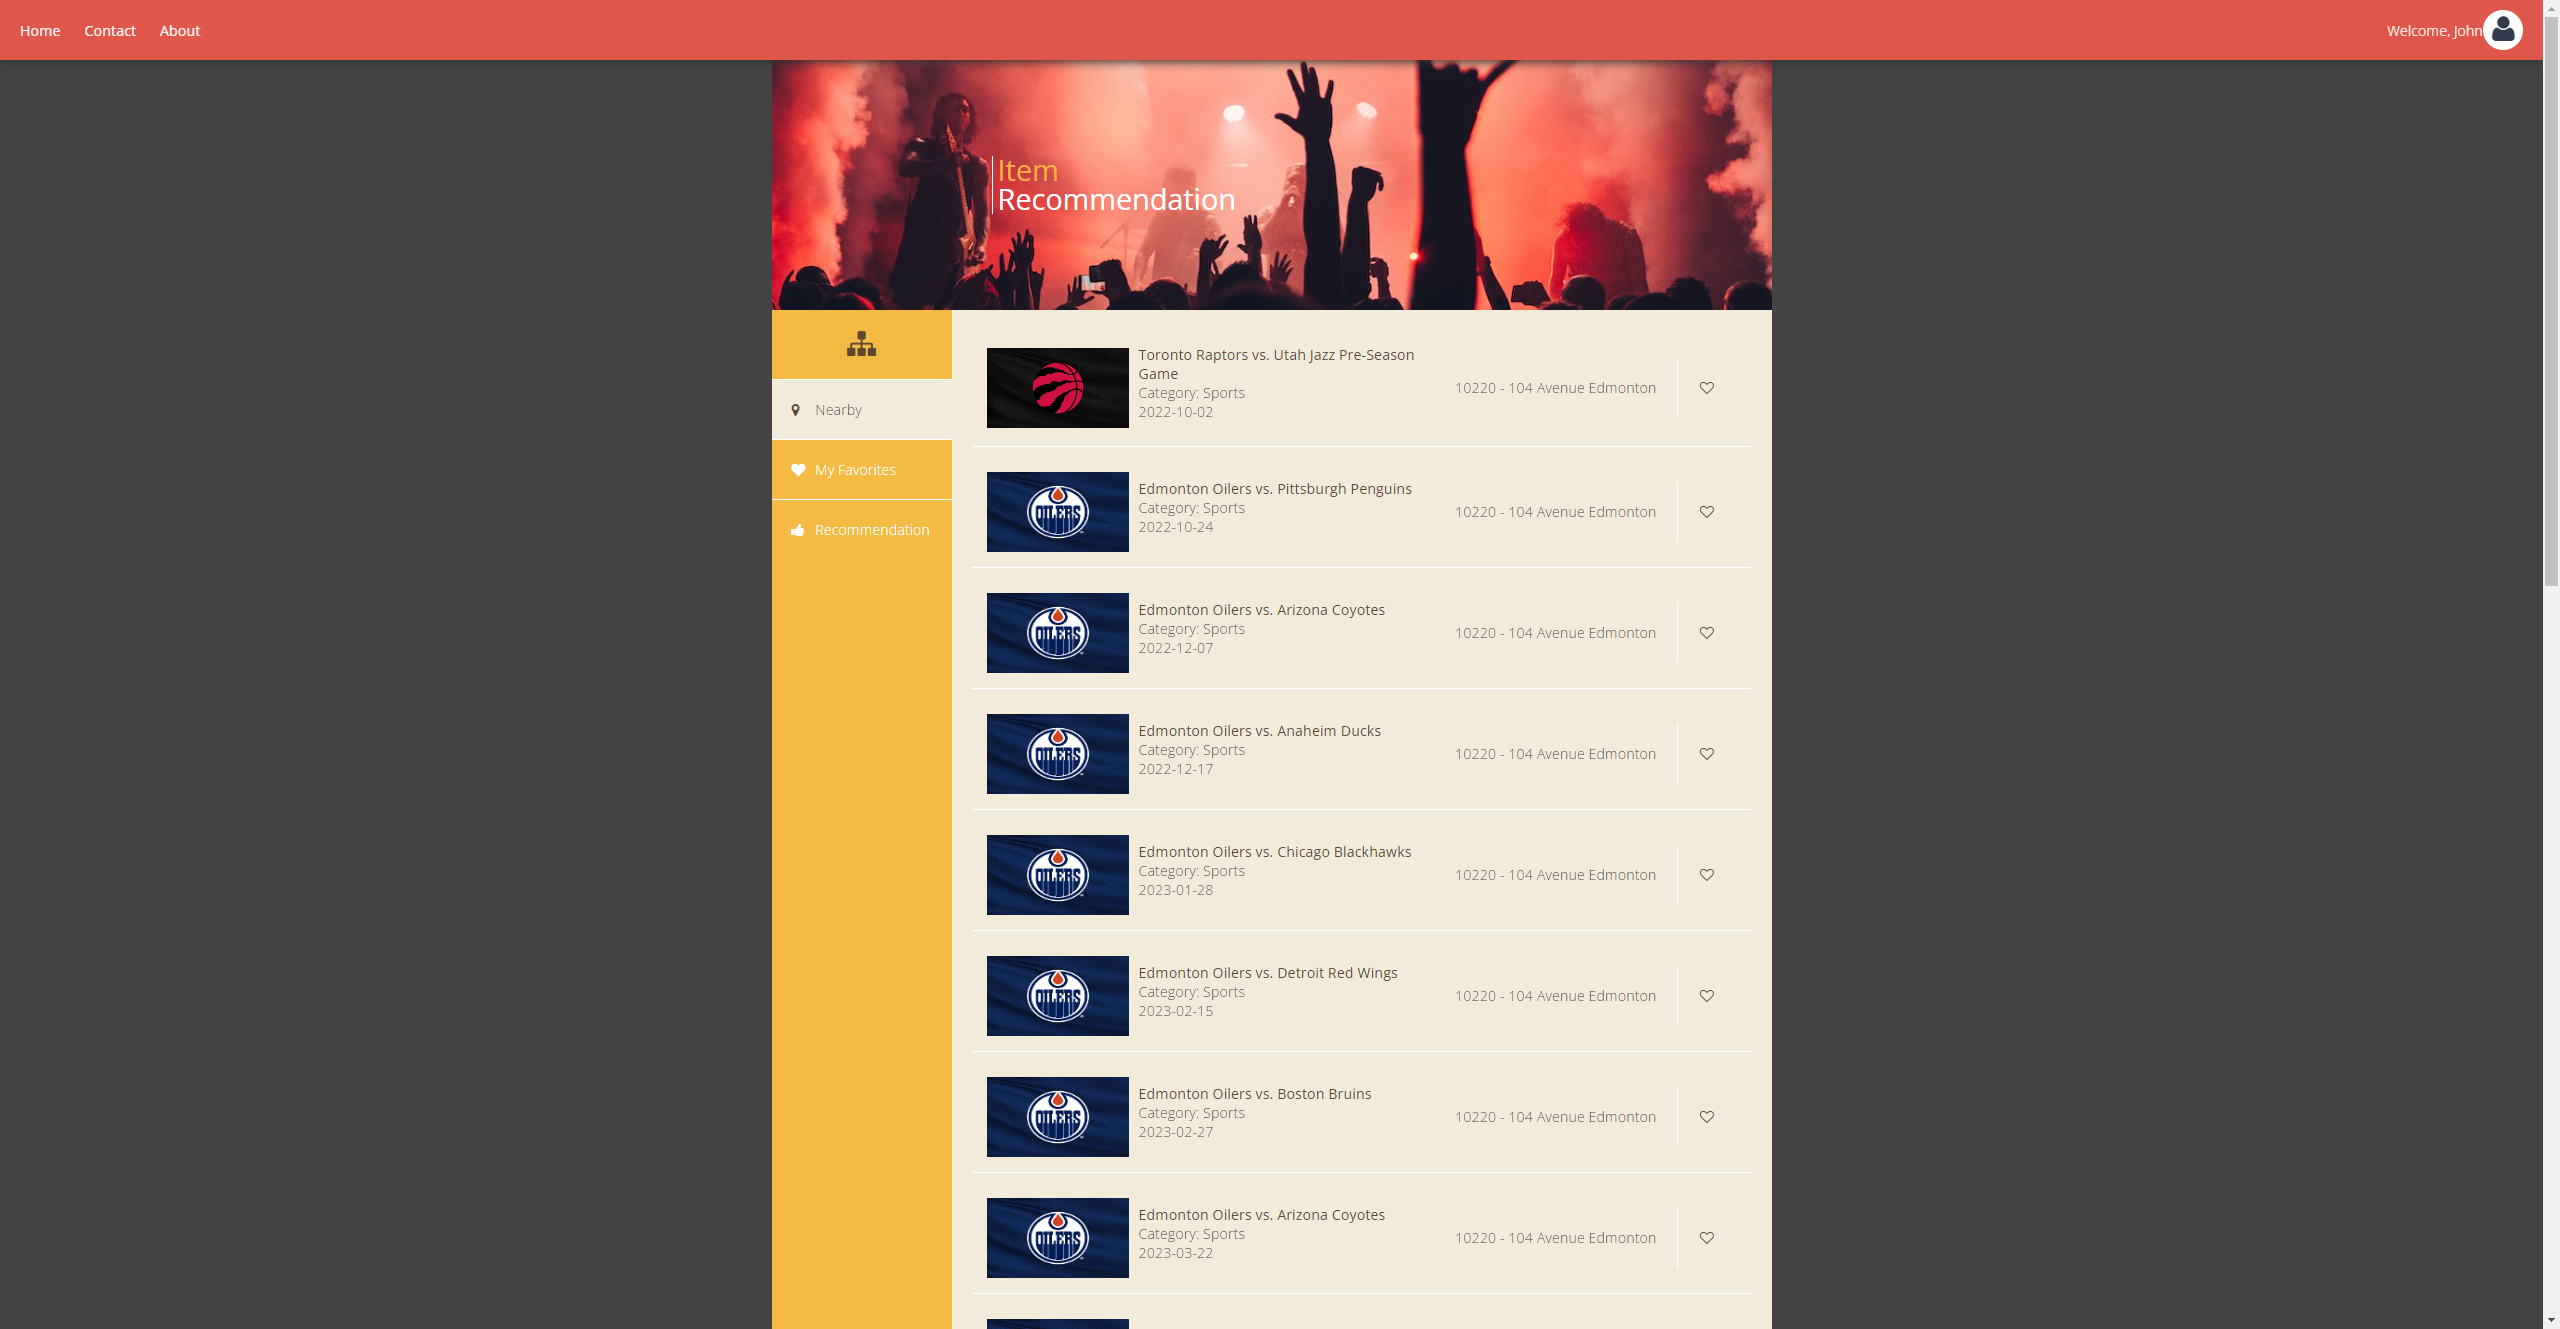 Home Contact About Welcome, John
Item
Recommendation
Nearby
My Favorites
Recommendation
Toronto Raptors vs. Utah Jazz Pre-Season
Game
Category: Sports
2022-10-02
10220 - 104 Avenue Edmonton
OILERS
Edmonton Oilers vs. Pittsburgh Penguins
Category: Sports
2022-10-24
10220 - 104 Avenue Edmonton
OILERS
Edmonton Oilers vs. Arizona Coyotes
Category: Sports
2022-12-07
10220 - 104 Avenue Edmonton
OILERS
Edmonton Oilers vs. Anaheim Ducks
Category: Sports
2022-12-17
10220 - 104 Avenue Edmonton
OILERS
Edmonton Oilers vs. Chicago Blackhawks
Category: Sports
2023-01-28
10220 - 104 Avenue Edmonton
OILERS
Edmonton Oilers vs. Detroit Red Wings
Category: Sports
2023-02-15
10220 - 104 Avenue Edmonton
OILERS
Edmonton Oilers vs. Boston Bruins
Category: Sports
2023-02-27
10220 - 104 Avenue Edmonton
OILERS
Edmonton Oilers vs. Arizona Coyotes
Category: Sports
2023-03-22
10220 - 104 Avenue Edmonton